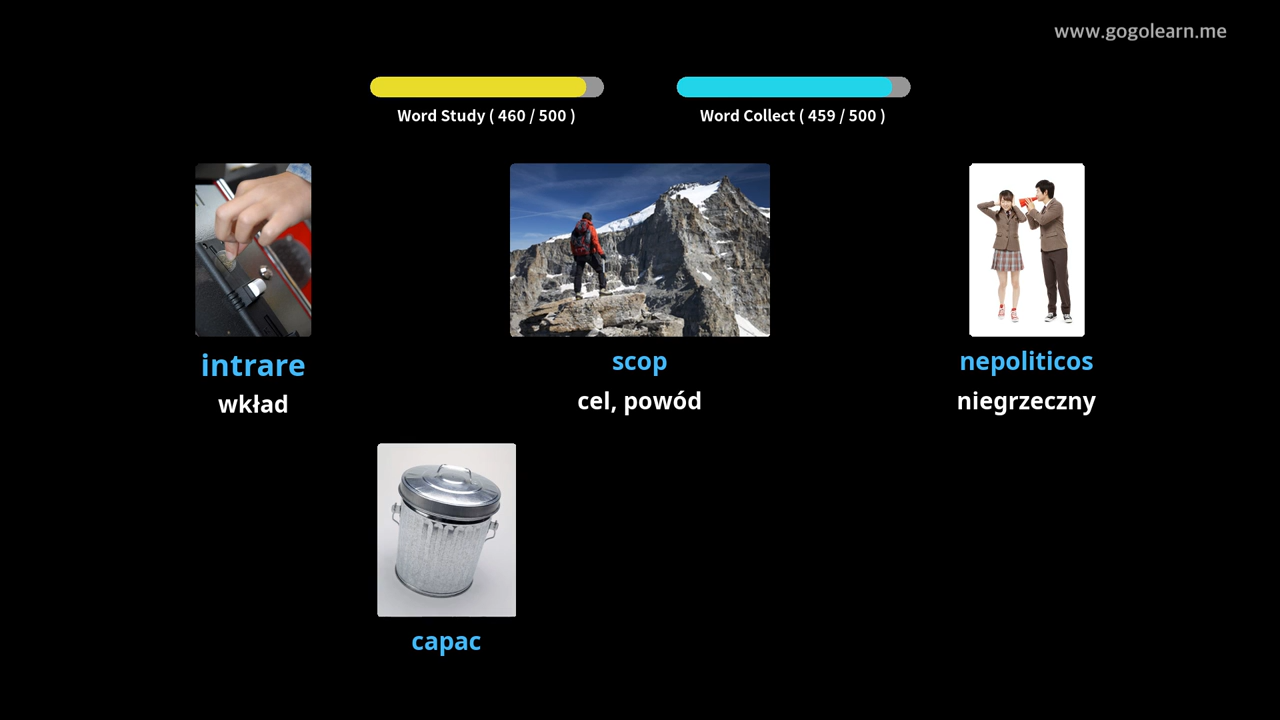 www.gogolearn.me
Word Study ( 460 / 500 )
Word Collect ( 459 / 500 )
intrare
wkład
scop
cel, powód
nepoliticos
niegrzeczny
capac